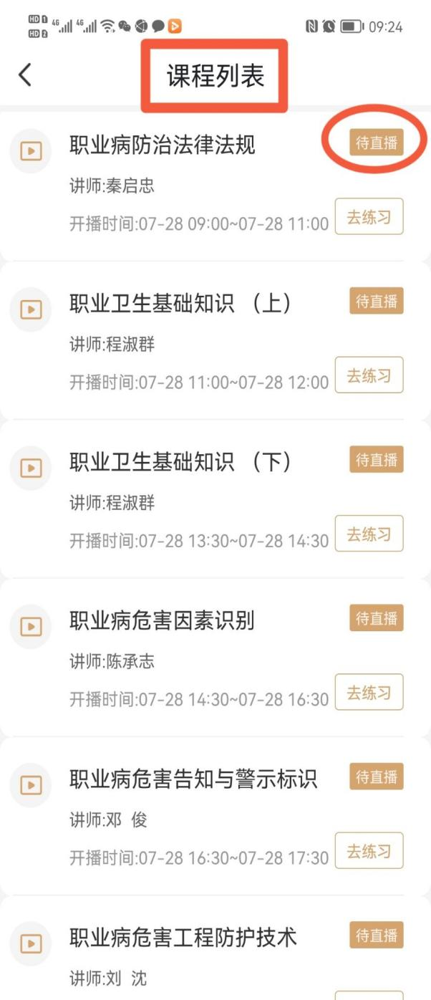 HD 1 4G 4G 09:24
HD 2
课程列表
职业病防治法律法规 待直播
讲师:秦启忠
开播时间:07-28 09:00~07-28 11:00 去练习
职业卫生基础知识 （上） 待直播
讲师:程淑群
开播时间:07-28 11:00~07-28 12:00 去练习
职业卫生基础知识 （下） 待直播
讲师:程淑群
开播时间:07-28 13:30~07-28 14:30 去练习
职业病危害因素识别 待直播
讲师:陈承志
开播时间:07-28 14:30~07-28 16:30 去练习
职业病危害告知与警示标识 待直播
讲师:邓 俊
开播时间:07-28 16:30~07-28 17:30 去练习
职业病危害工程防护技术 待直播
讲师:刘 沈